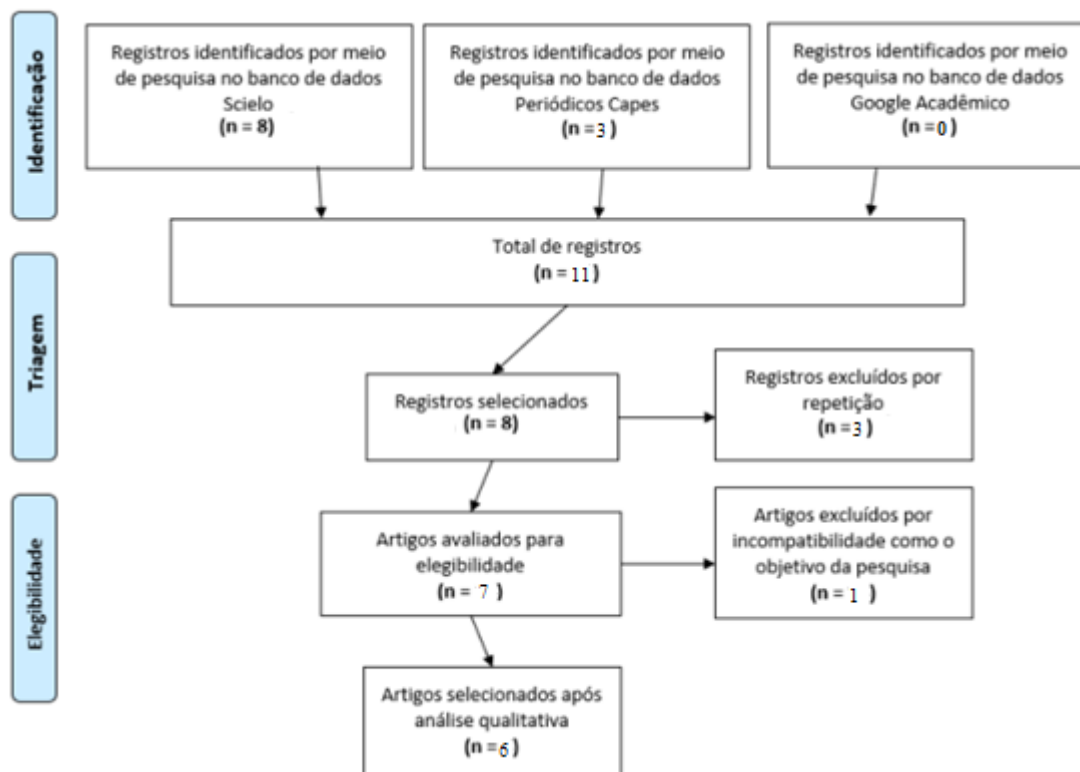 Identificação
Registros identificados por meio
de pesquisa no banco de dados
Scielo
(n = 8)
Registros identificados por meio
de pesquisa no banco de dados
Periódicos Capes
(n =3 )
Registros identificados por meio
de pesquisa no banco de dados
Google Acadêmico
(n =0)
Total de registros
(n = 11)
Triagem
Registros selecionados
(n = 8)
Registros excluídos por
repetição
(n =3 )
Elegibilidade
Artigos avaliados para
elegibilidade
(n = 7 )
Artigos excluídos por
incompatibilidade como o
objetivo da pesquisa
(n = 1 )
Artigos selecionados após
análise qualitativa
(n =6 )